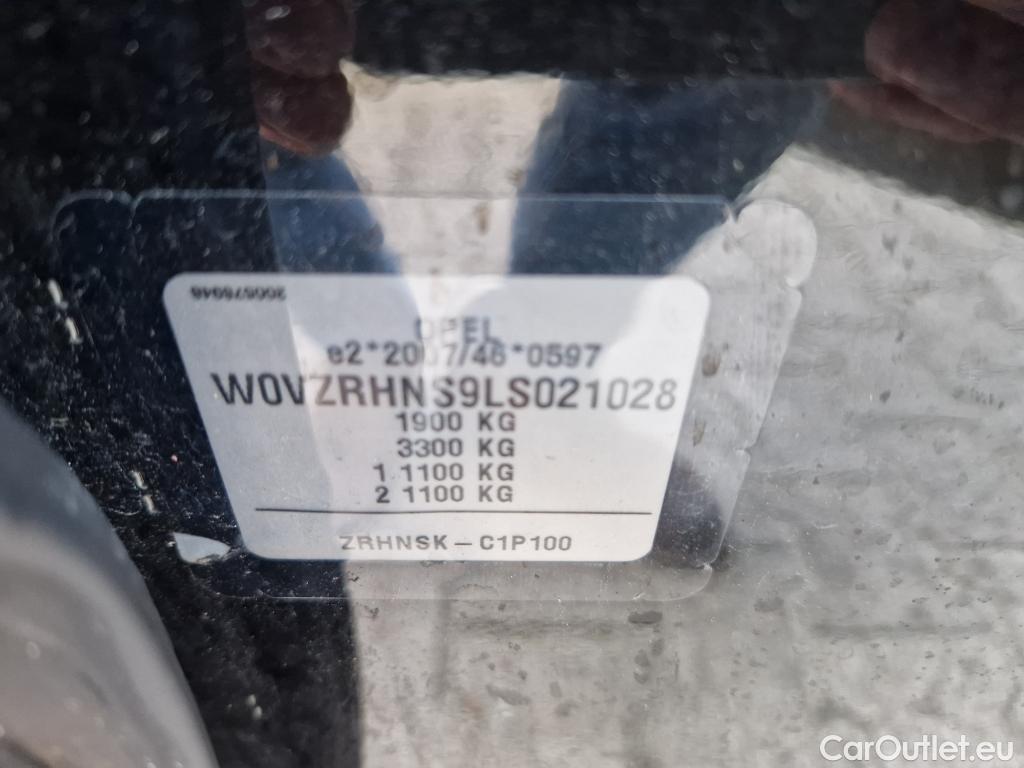 200678948
OPEL
e2*2007/46*0597
W0VZRHNS9LS021028
1900 KG
3300 KG
1 1100 KG
2 1100 KG
ZRHNSK-C1P100
CarOutlet.eu